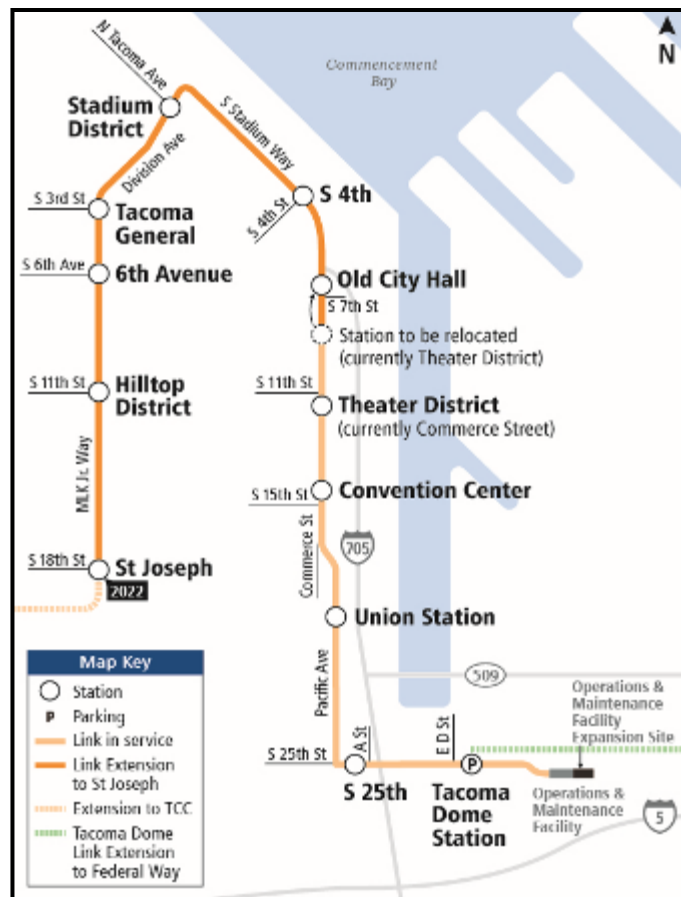 N
Commencement
Bay
N Tacoma Ave
Stadium
District
Division Ave
S Stadium Way
S 3rd St
Tacoma
General
S 4th
S 4th St
S 6th Ave
6th Avenue
Old City Hall
S 7th St
Station to be relocated
(currently Theater District)
S 11th St
Hilltop
District
S 11th St
Theater District
(currently Commerce Street)
MLK Jr. Way
S 15th St
Convention Center
Commerce St
705
S 18th St
St Joseph
2022
Union Station
Pacific Ave
509
Operations &
Maintenance
Facility
Expansion Site
S 25th St
A St
E D St
P
S 25th
Tacoma
Dome
Station
Operations &
Maintenance
Facility
5
Map Key
Station
P
Parking
Link in service
Link Extension
to St Joseph
Extension to TCC
Tacoma Dome
Link Extension
to Federal Way